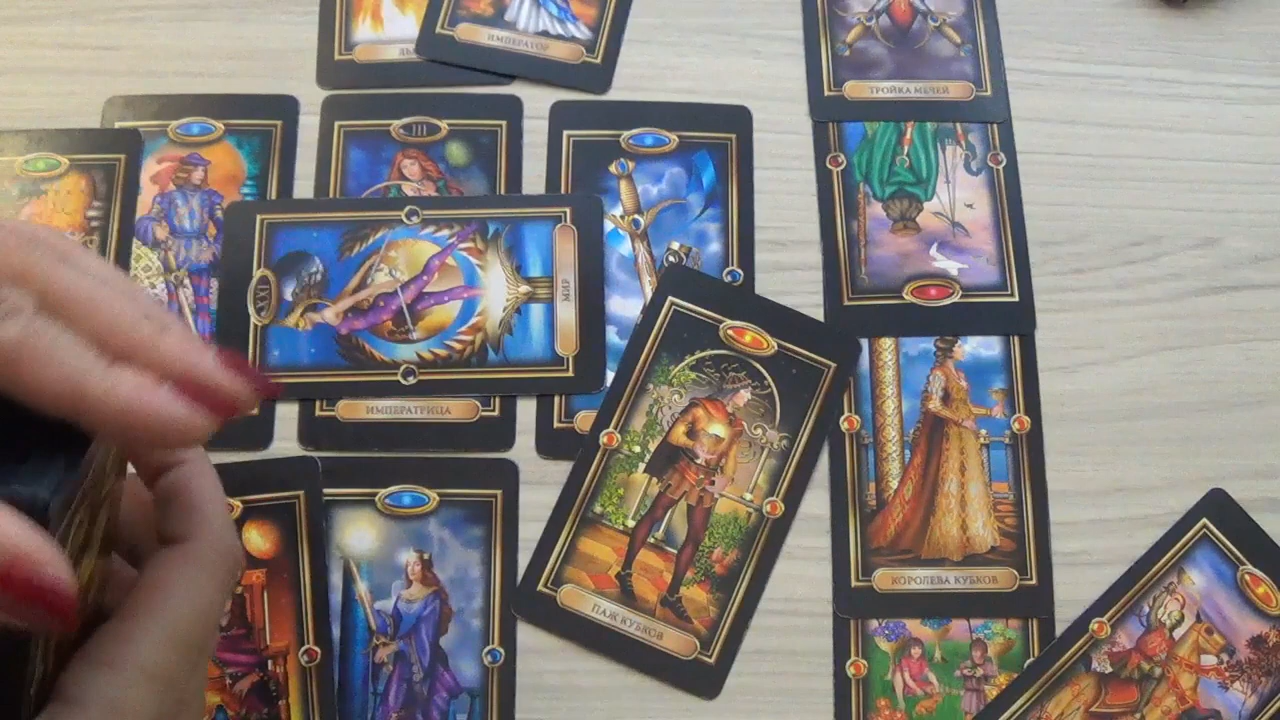 ИМПЕРАТОР
ТРОЙКА МЕЧЕЙ
III
XXI
МИР
ИМПЕРАТРИЦА
КОРОЛЕВА КУБКОВ
ПАЖ КУБКОВ